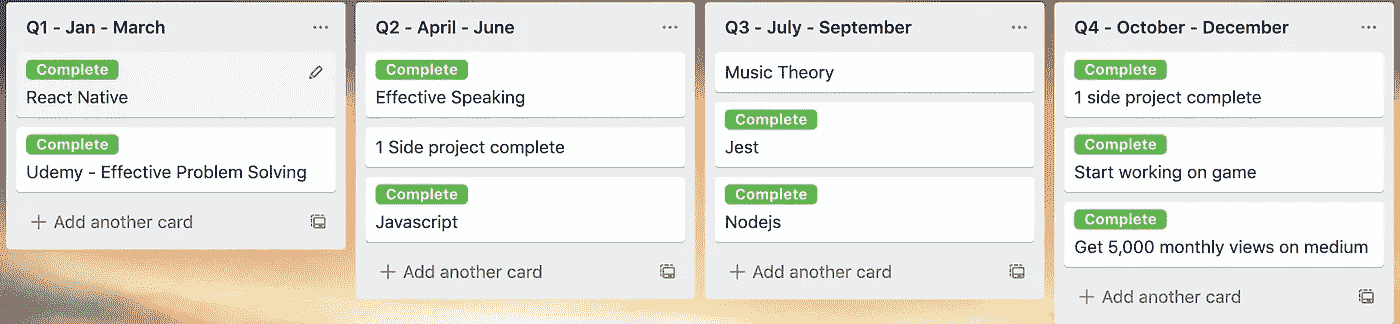 Q1 - Jan - March
Complete
React Native
Complete
Udemy - Effective Problem Solving
Add another card
Q2 - April - June
Complete
Effective Speaking
1 Side project complete
Complete
Javascript
Add another card
Q3 - July - September
Music Theory
Complete
Jest
Complete
Nodejs
Add another card
Q4 - October - December
Complete
1 side project complete
Complete
Start working on game
Complete
Get 5,000 monthly views on medium
Add another card